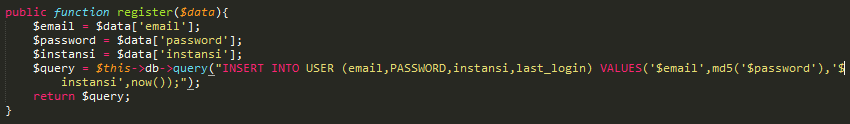 public function register($data){
$email = $data['email'];
$password = $data['password'];
$instansi = $data['instansi'];
$query = $this->db->query("INSERT INTO USER (email,PASSWORD,instansi,last_login) VALUES('$email',md5('$password'),'$
instansi',now());");
return $query;
}